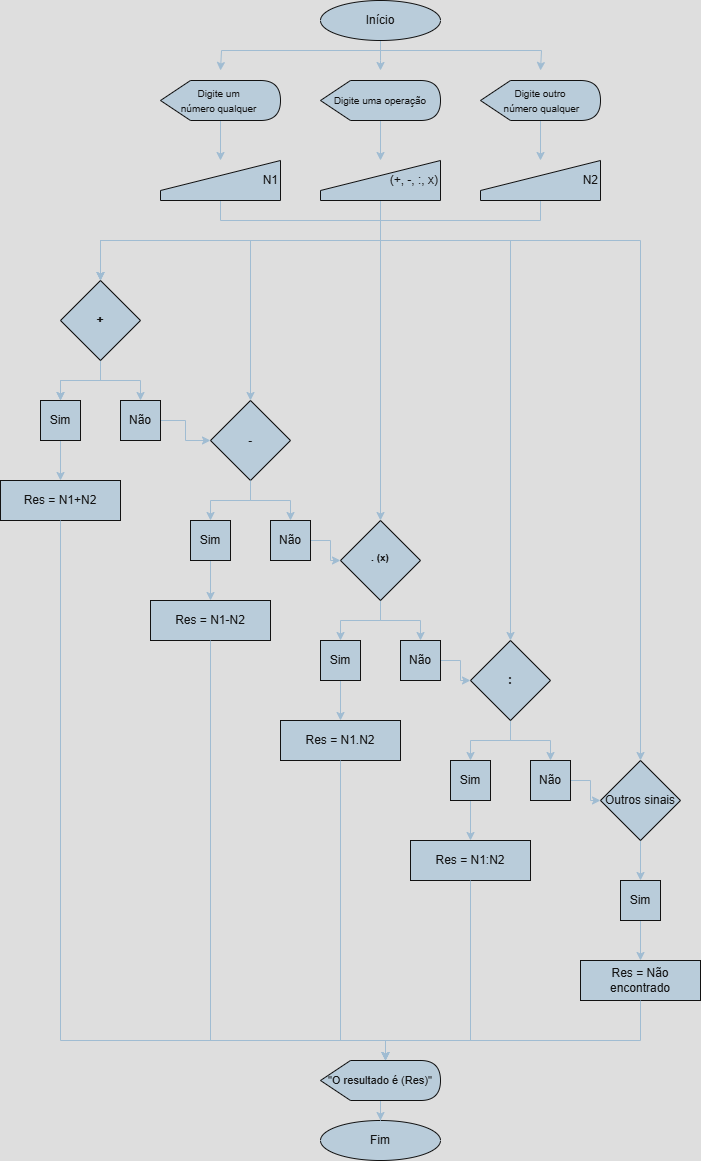 Início
Digite um
número qualquer
Digite uma operação
Digite outro
número qualquer
N1
(+, -, :, x)
N2
+
Sim
Não
-
Res = N1+N2
Sim
Não
. (x)
Res = N1-N2
Sim
Não
:
Res = N1.N2
Sim
Não
Outros sinais
Res = N1:N2
Sim
Res = Não
encontrado
"O resultado é (Res)"
Fim